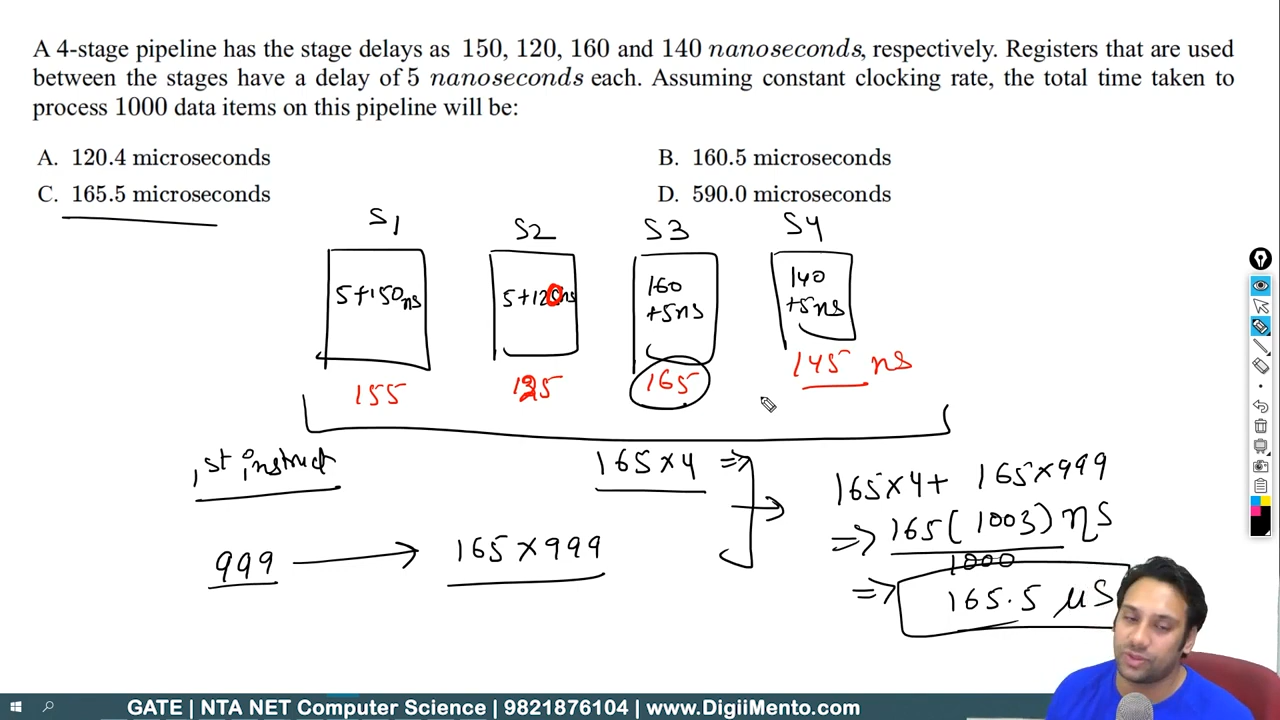 A 4-stage pipeline has the stage delays as 150, 120, 160 and 140 nanoseconds, respectively. Registers that are used
between the stages have a delay of 5 nanoseconds each. Assuming constant clocking rate, the total time taken to
process 1000 data items on this pipeline will be:
A. 120.4 microseconds B. 160.5 microseconds
C. 165.5 microseconds D. 590.0 microseconds
S1 S2 S3 S4
5+150ns 5+120ns 160 +5ns 140 +5ns
155 125 165 145 ns
1st instruct 165×4 ⇒
999 → 165×999
165×4+ 165×999
⇒ 165(1003) ηs
1000
⇒ 165.5 μs
GATE | NTA NET Computer Science | 9821876104 | www.DigiiMento.com